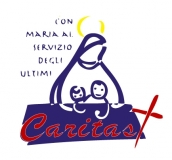 CON
MARIA AL
SERVIZIO
DEGLI
ULTIMI
Caritas